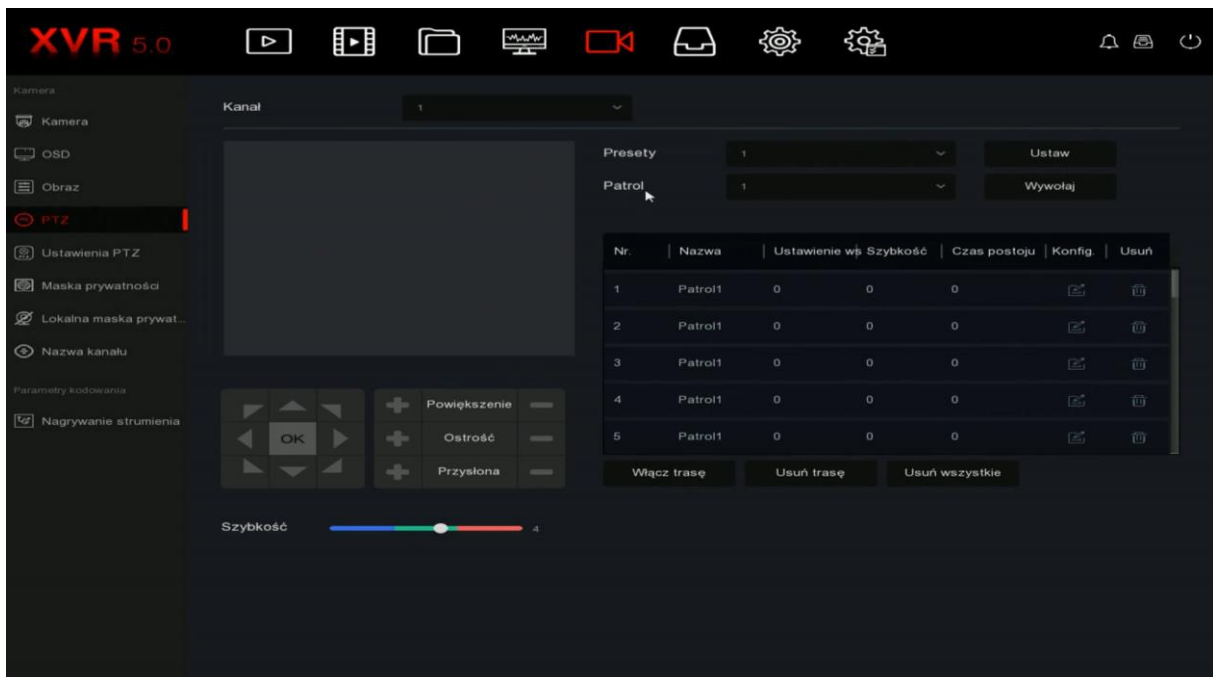 XVR 5.0
Kamera
Kamera
OSD
Obraz
PTZ
Ustawienia PTZ
Maska prywatności
Lokalna maska prywat...
Nazwa kanału
Parametry kodowania
Nagrywanie strumienia
Kanał 1
Presety 1 Ustaw
Patrol 1 Wywołaj
Nr. Nazwa Ustawienie ws Szybkość Czas postoju Konfig. Usuń
1 Patrol1 0 0 0
2 Patrol1 0 0 0
3 Patrol1 0 0 0
4 Patrol1 0 0 0
5 Patrol1 0 0 0
Włącz trasę Usuń trasę Usuń wszystkie
Powiększenie
OK Ostrość
Przysłona
Szybkość 4